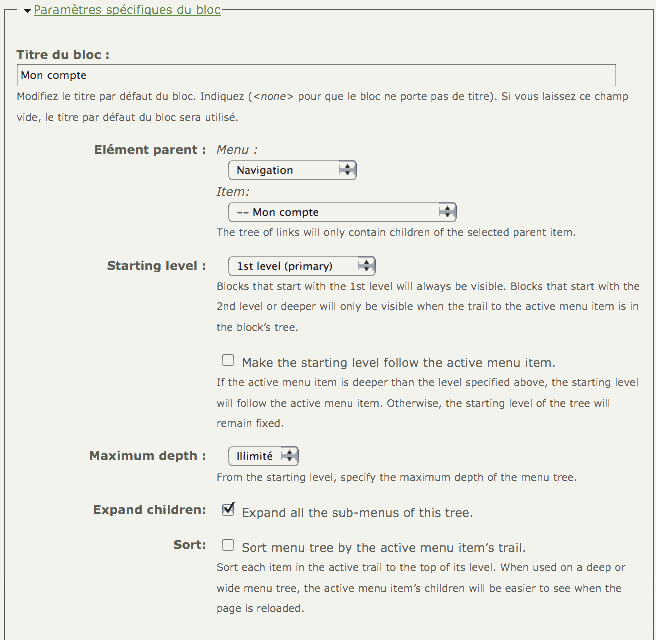 Paramètres spécifiques du bloc
Titre du bloc :
Mon compte
Modifiez le titre par défaut du bloc. Indiquez (<none> pour que le bloc ne porte pas de titre). Si vous laissez ce champ
vide, le titre par défaut du bloc sera utilisé.
Elément parent : Menu :
Navigation
Item:
-- Mon compte
The tree of links will only contain children of the selected parent item.
Starting level : 1st level (primary)
Blocks that start with the 1st level will always be visible. Blocks that start with the
2nd level or deeper will only be visible when the trail to the active menu item is in
the block's tree.
Make the starting level follow the active menu item.
If the active menu item is deeper than the level specified above, the starting level
will follow the active menu item. Otherwise, the starting level of the tree will
remain fixed.
Maximum depth : Illimité
From the starting level, specify the maximum depth of the menu tree.
Expand children: Expand all the sub-menus of this tree.
Sort: Sort menu tree by the active menu item's trail.
Sort each item in the active trail to the top of its level. When used on a deep or
wide menu tree, the active menu item's children will be easier to see when the
page is reloaded.